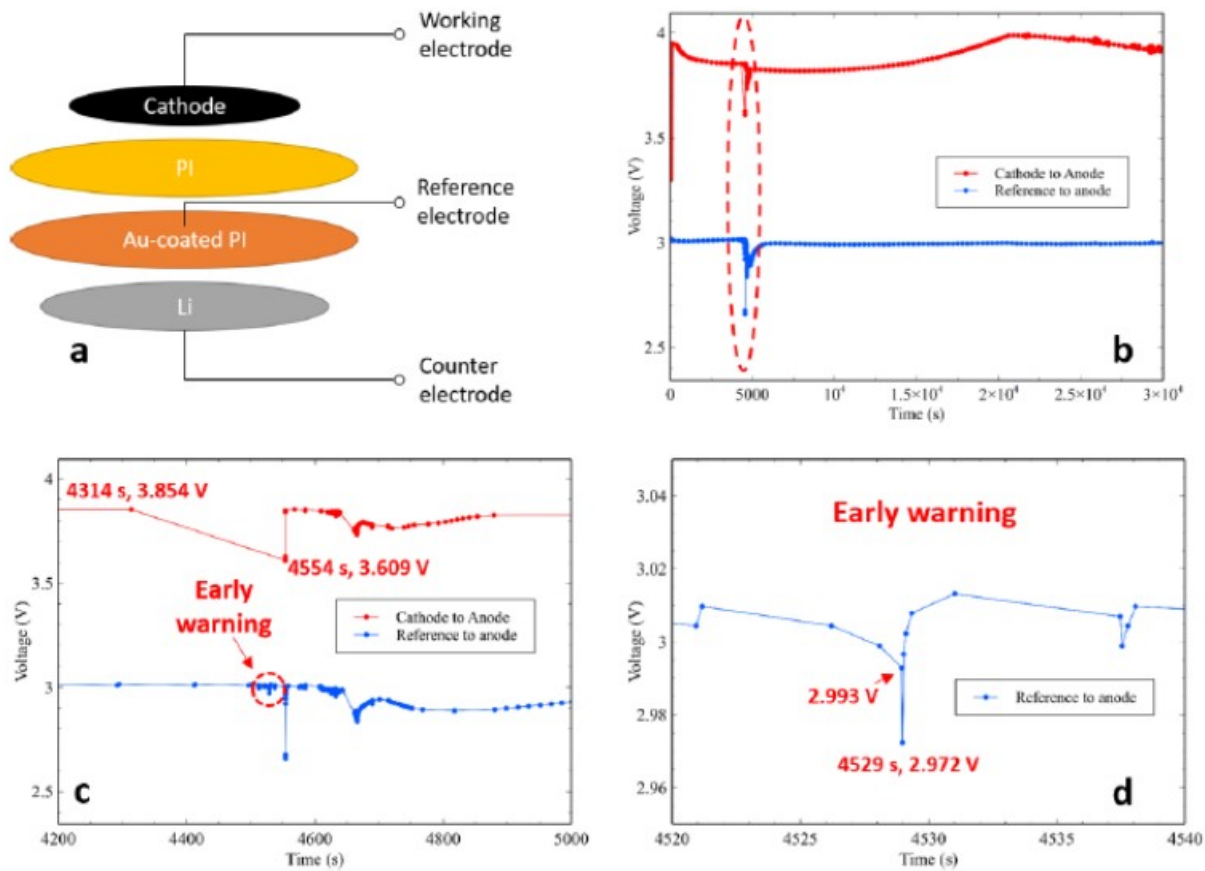 Working
electrode
Cathode
PI
Reference
electrode
Au-coated PI
Li
a
Counter
electrode
4
3.5
3
2.5
Voltage (V)
Cathode to Anode
Reference to anode
b
0
5000
10⁴
1.5×10⁴
2×10⁴
2.5×10⁴
3×10⁴
Time (s)
4
3.5
3
2.5
Voltage (V)
4314 s, 3.854 V
4554 s, 3.609 V
Early
warning
Cathode to Anode
Reference to anode
c
4200
4400
4600
4800
5000
Time (s)
3.04
3.02
3
2.98
2.96
Voltage (V)
Early warning
2.993 V
Reference to anode
4529 s, 2.972 V
d
4520
4525
4530
4535
4540
Time (s)